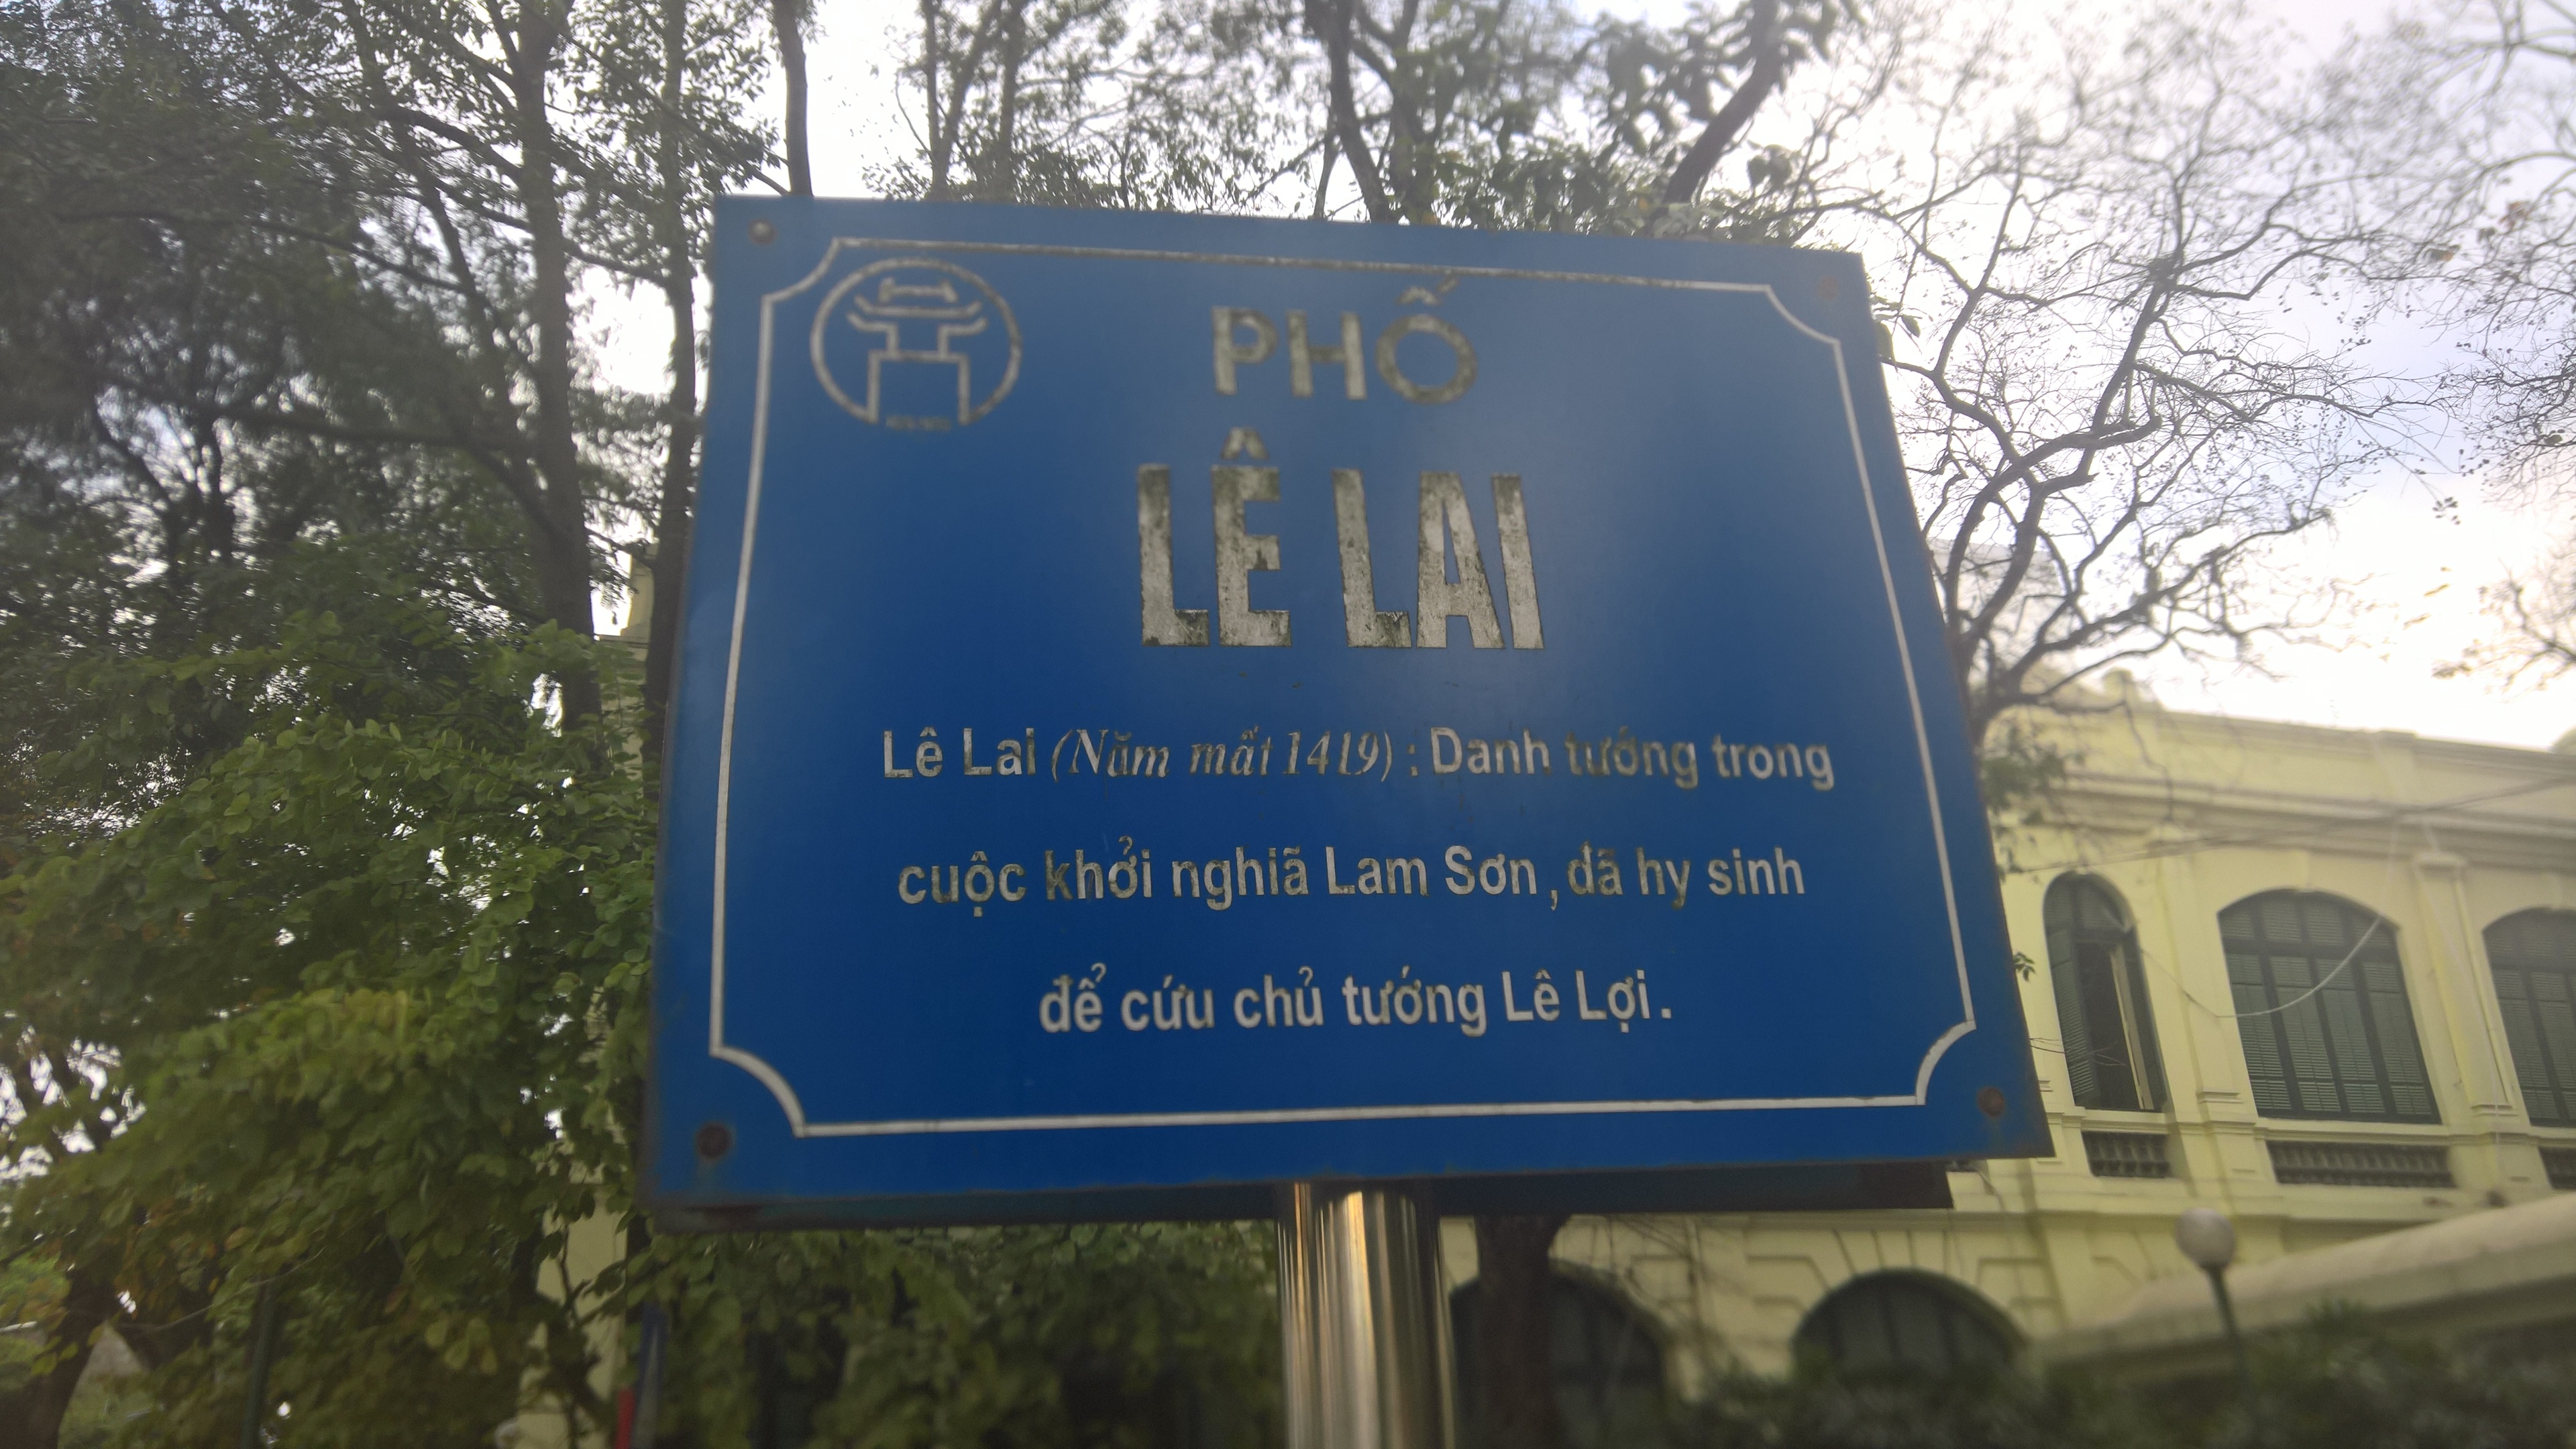 PHỐ
LÊ LAI
Lê Lai (Năm mất 1419) : Danh tướng trong
cuộc khởi nghiã Lam Sơn, đã hy sinh
để cứu chủ tướng Lê Lợi.